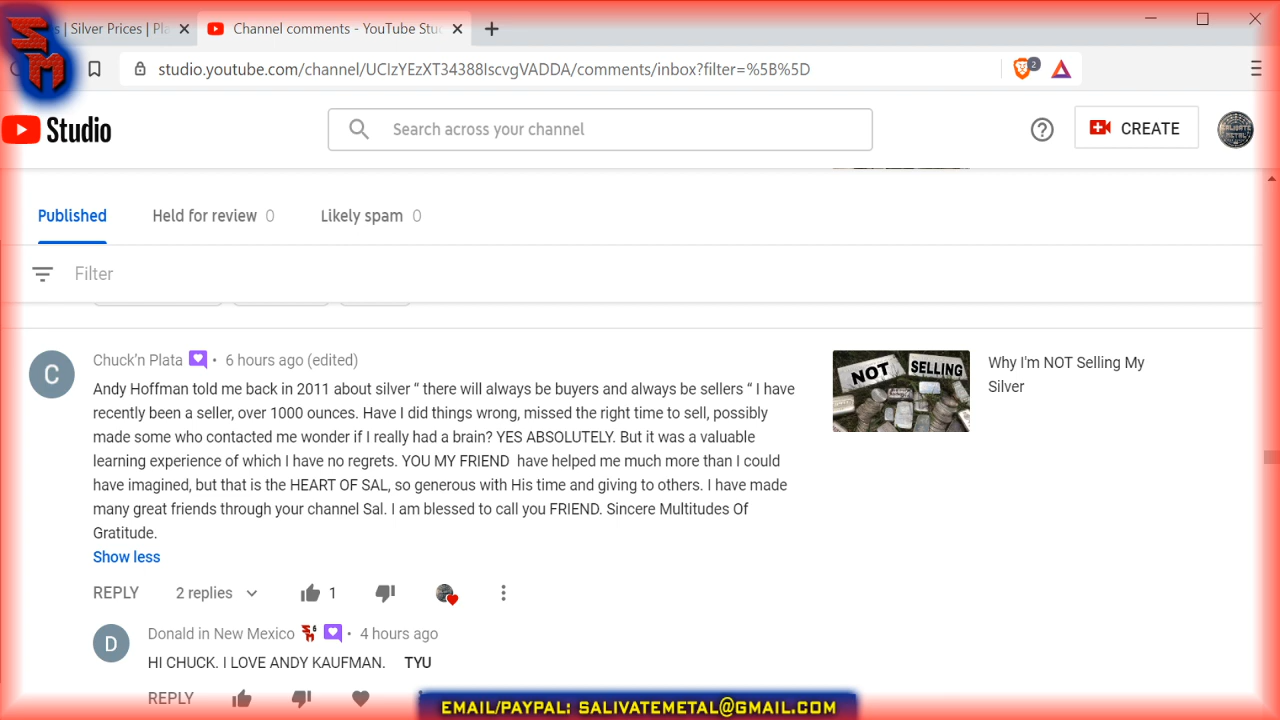 | Silver Prices | Pla
Channel comments - YouTube Stu
studio.youtube.com/channel/UCIzYEzXT34388IscvgVADDA/comments/inbox?filter=%5B%5D
2
SM
Studio
Search across your channel
CREATE
SALIVATE METAL
Published
Held for review 0
Likely spam 0
Filter
C
Chuck'n Plata • 6 hours ago (edited)
Andy Hoffman told me back in 2011 about silver “ there will always be buyers and always be sellers “ I have
recently been a seller, over 1000 ounces. Have I did things wrong, missed the right time to sell, possibly
made some who contacted me wonder if I really had a brain? YES ABSOLUTELY. But it was a valuable
learning experience of which I have no regrets. YOU MY FRIEND have helped me much more than I could
have imagined, but that is the HEART OF SAL, so generous with His time and giving to others. I have made
many great friends through your channel Sal. I am blessed to call you FRIEND. Sincere Multitudes Of
Gratitude.
Show less
NOT SELLING
Why I'm NOT Selling My
Silver
REPLY 2 replies 1
D
Donald in New Mexico • 4 hours ago
HI CHUCK. I LOVE ANDY KAUFMAN. TYU
REPLY
EMAIL/PAYPAL: SALIVATEMETAL@GMAIL.COM